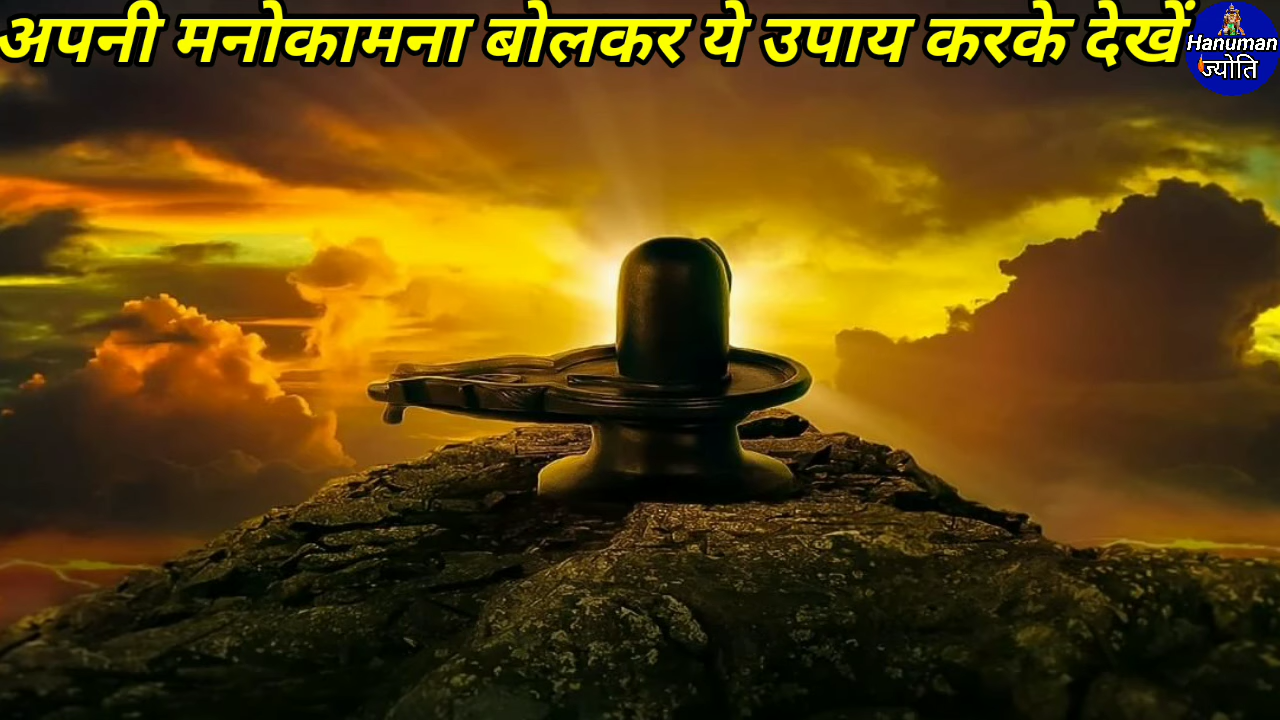 अपनी मनोकामना बोलकर ये उपाय करके देखें
Hanuman
ज्योति